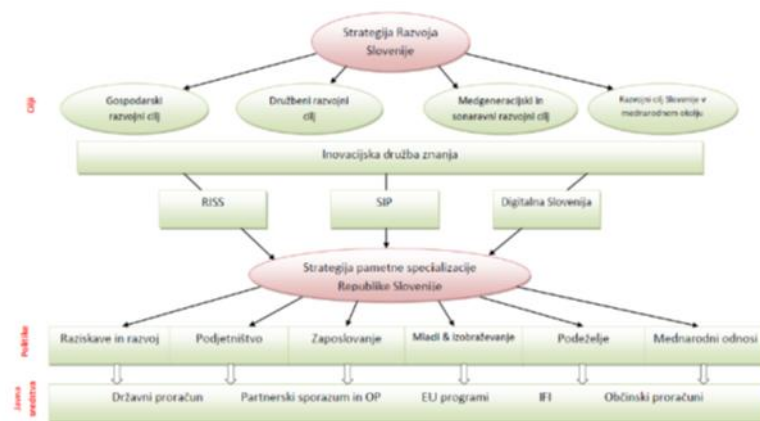 Strategija Razvoja
Slovenije
Cilji
Gospodarski
razvojni cilj
Družbeni razvojni
cilj
Medgeneracijski in
sonaravni razvojni cilj
Razvojni cilj Slovenije v
mednarodnem okolju
Inovacijska družba znanja
RISS
SIP
Digitalna Slovenija
Strategija pametne specializacije
Republike Slovenije
Politike
Raziskave in razvoj
Podjetništvo
Zaposlovanje
Mladi & izobraževanje
Podeželje
Mednarodni odnosi
Javna
sredstva
Državni proračun
Partnerski sporazum in OP
EU programi
IFI
Občinski proračuni